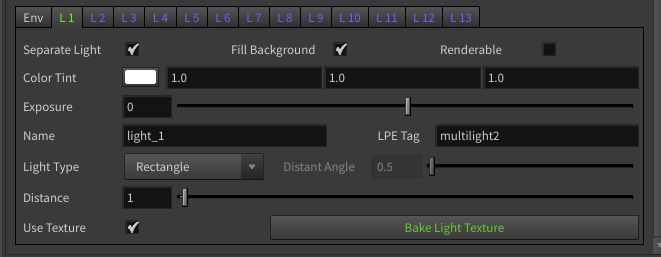 Env L 1 L 2 L 3 L 4 L 5 L 6 L 7 L 8 L 9 L 10 L 11 L 12 L 13
Separate Light Fill Background Renderable
Color Tint 1.0 1.0 1.0
Exposure 0
Name light_1 LPE Tag multilight2
Light Type Rectangle Distant Angle 0.5
Distance 1
Use Texture Bake Light Texture